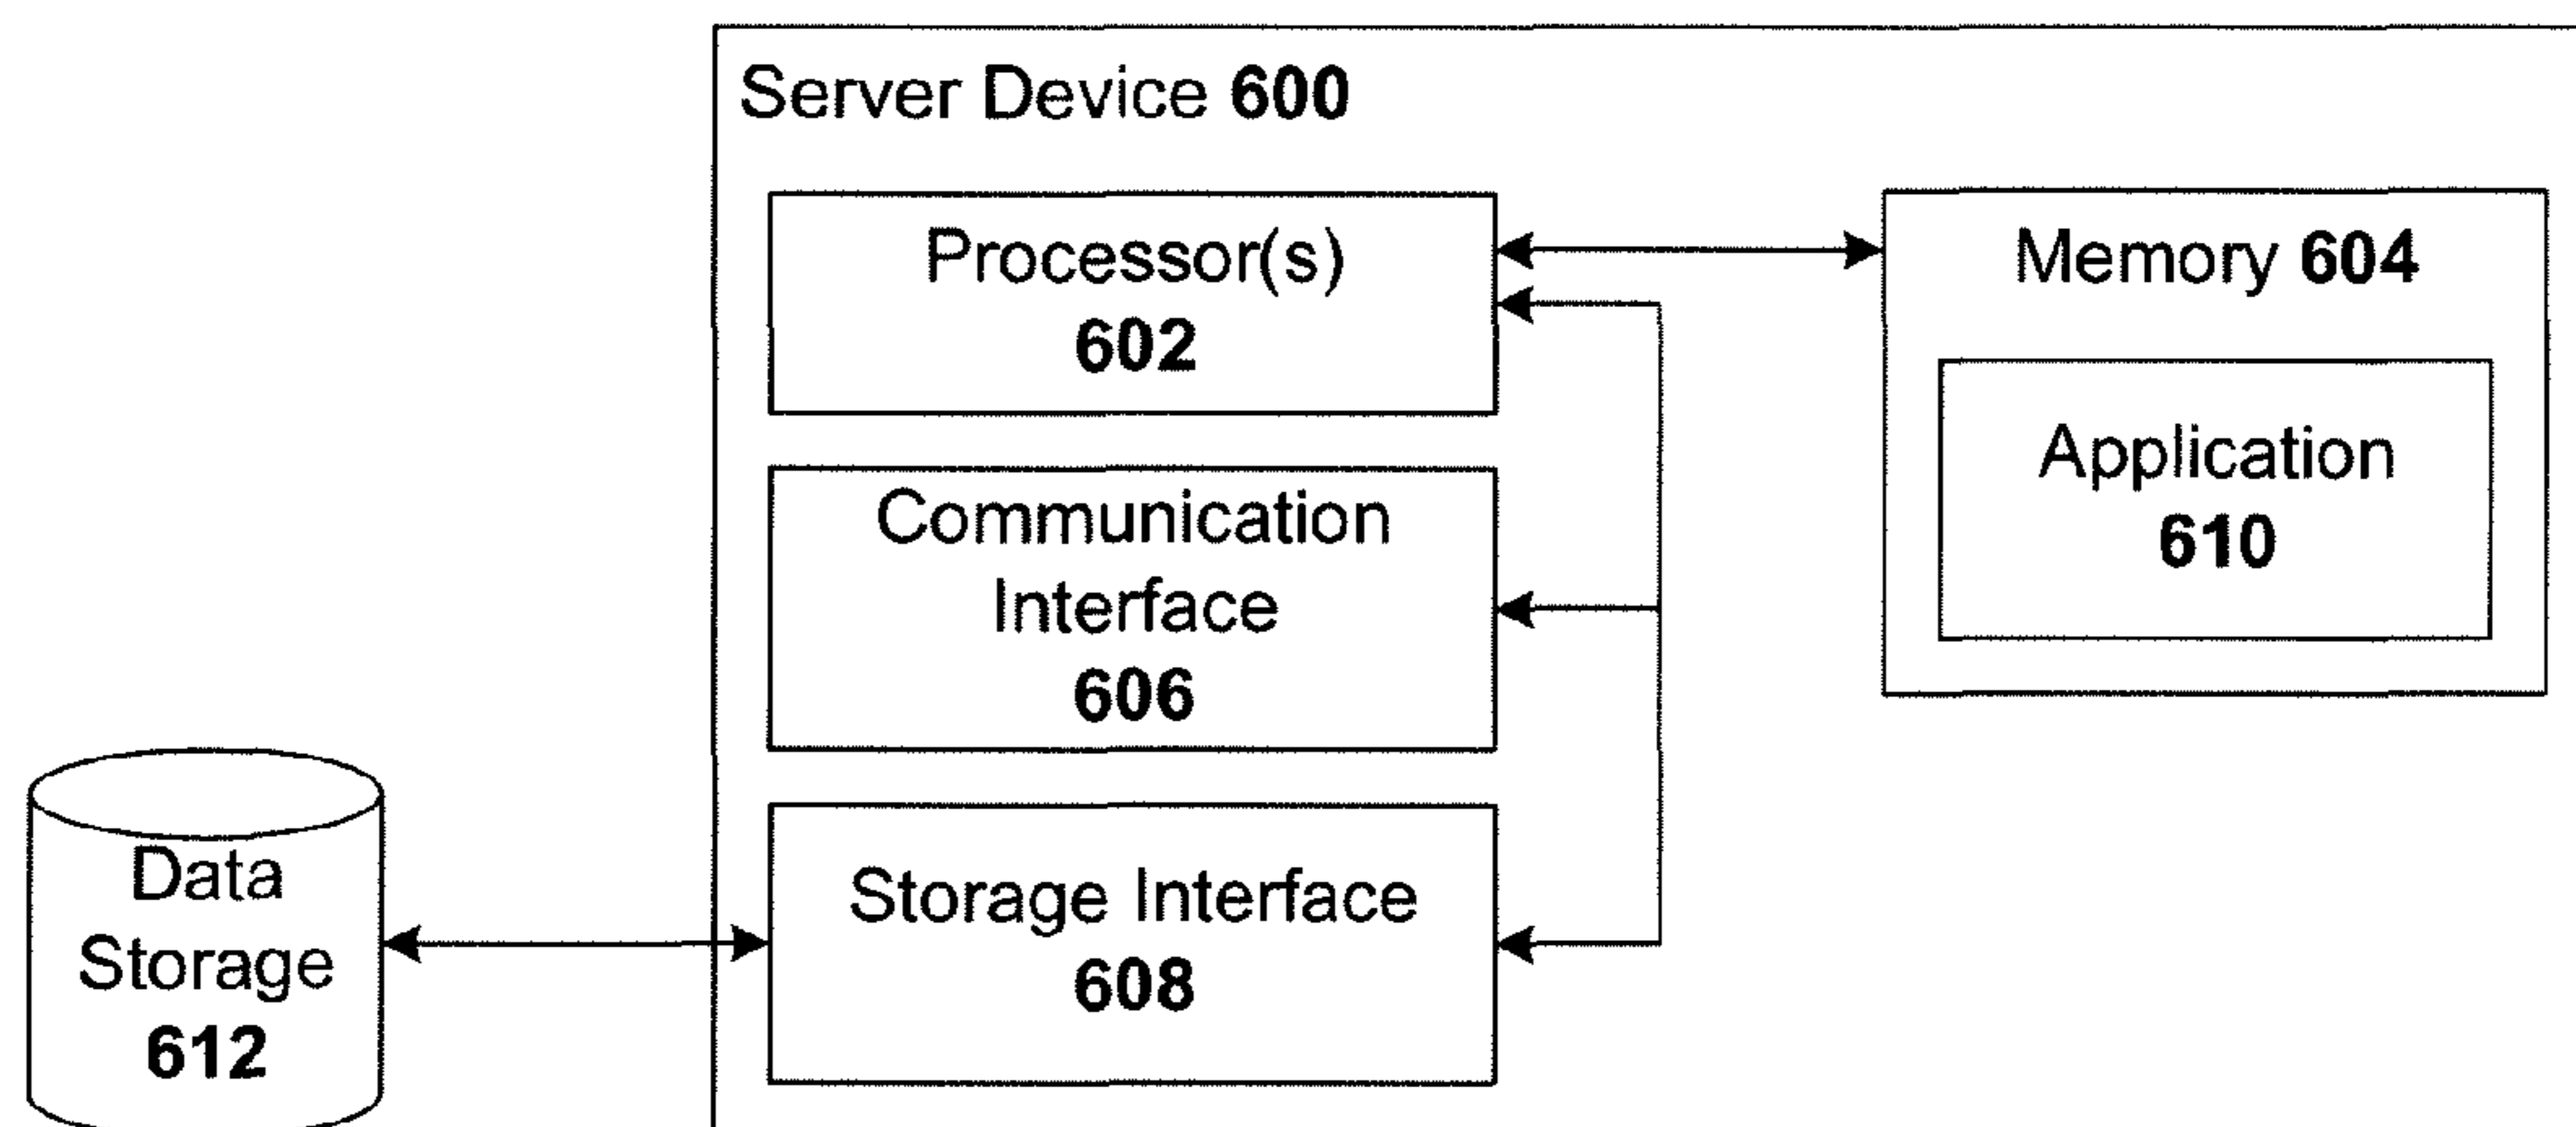 Server Device 600
Processor(s)
602
Memory 604
Application
610
Communication
Interface
606
Storage Interface
608
Data
Storage
612